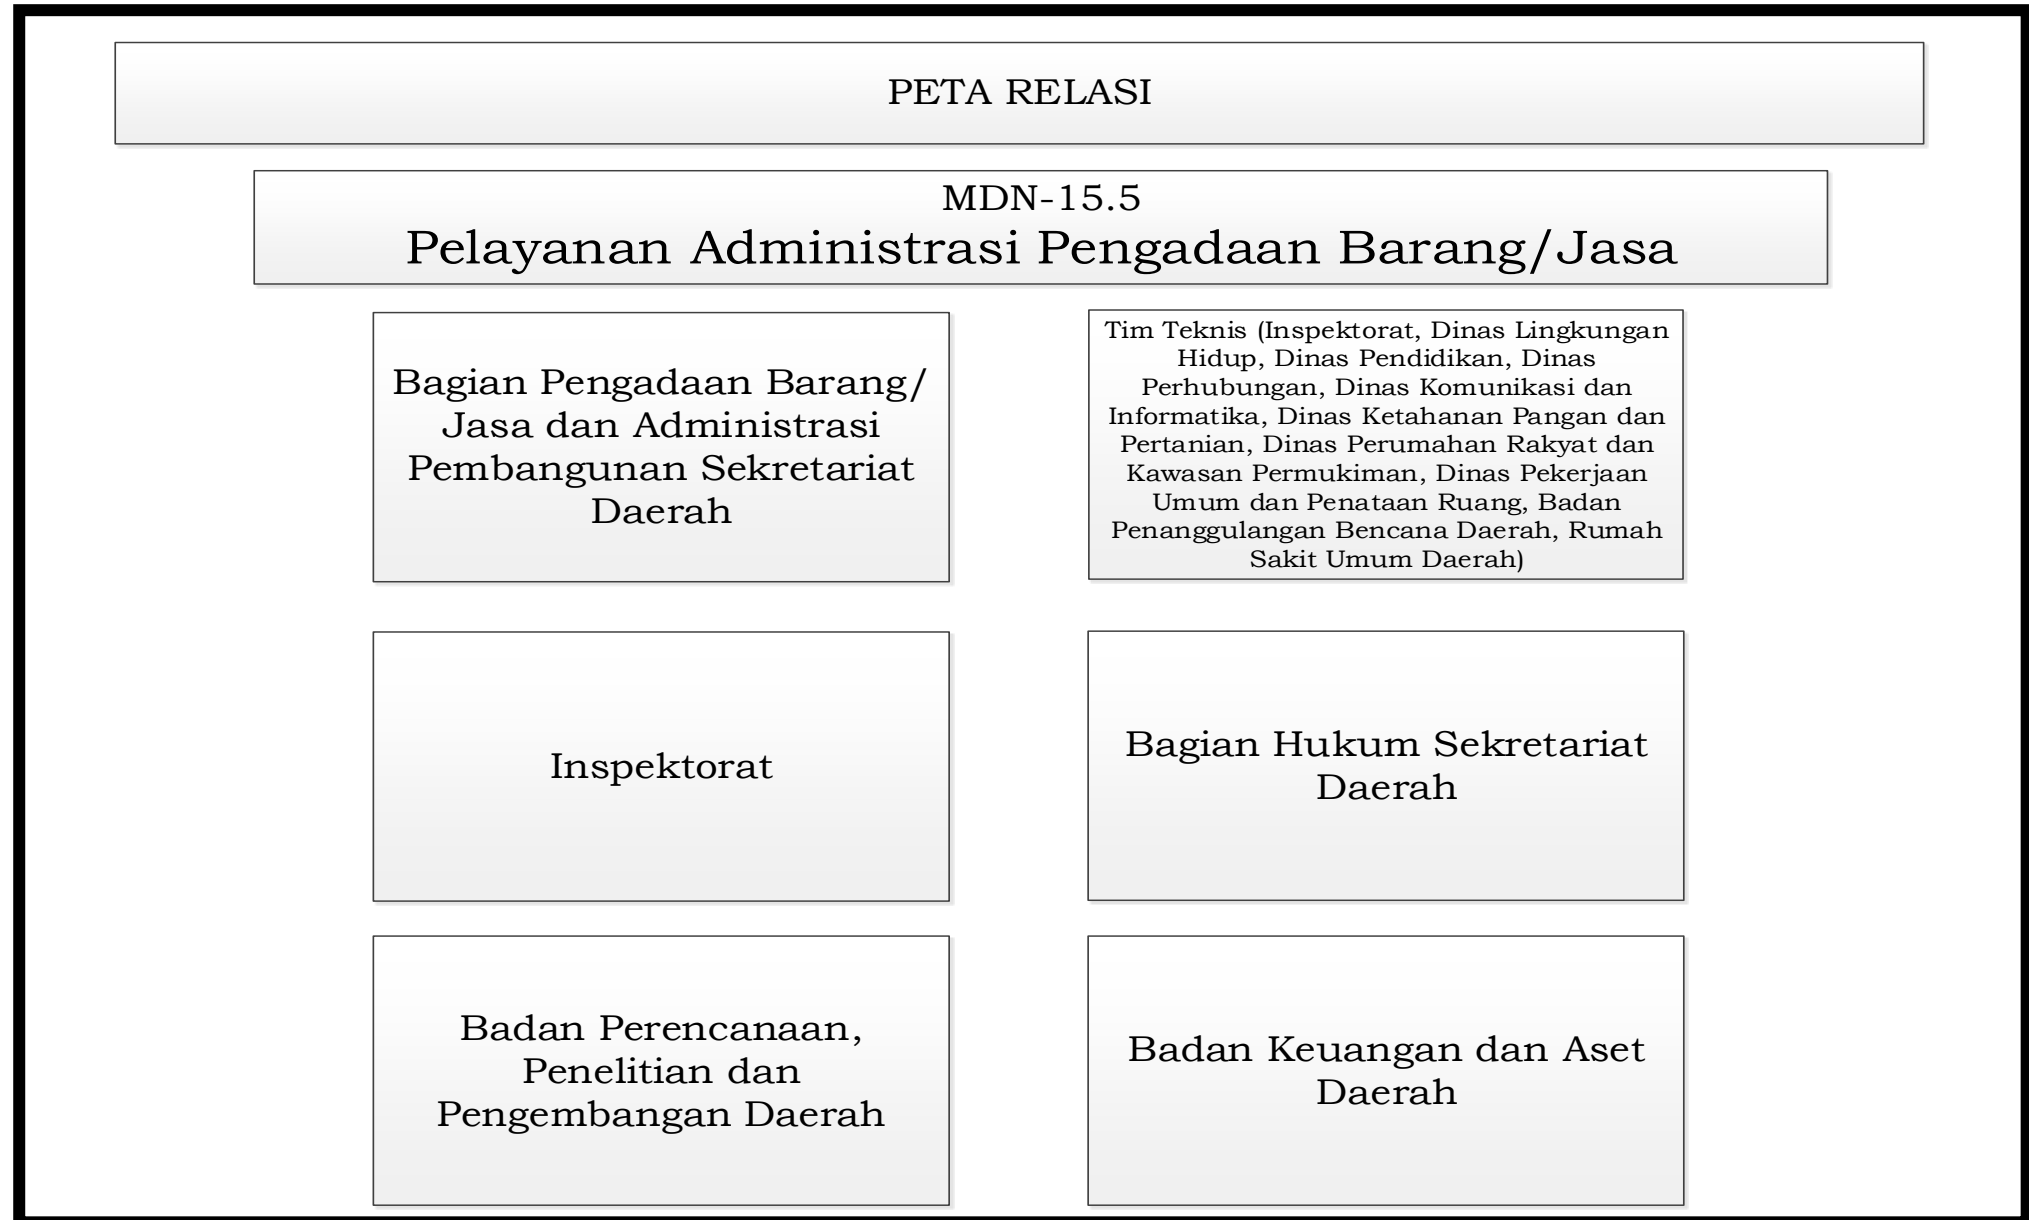 PETA RELASI
MDN-15.5
Pelayanan Administrasi Pengadaan Barang/Jasa
Bagian Pengadaan Barang/
Jasa dan Administrasi
Pembangunan Sekretariat
Daerah
Tim Teknis (Inspektorat, Dinas Lingkungan
Hidup, Dinas Pendidikan, Dinas
Perhubungan, Dinas Komunikasi dan
Informatika, Dinas Ketahanan Pangan dan
Pertanian, Dinas Perumahan Rakyat dan
Kawasan Permukiman, Dinas Pekerjaan
Umum dan Penataan Ruang, Badan
Penanggulangan Bencana Daerah, Rumah
Sakit Umum Daerah)
Inspektorat
Bagian Hukum Sekretariat
Daerah
Badan Perencanaan,
Penelitian dan
Pengembangan Daerah
Badan Keuangan dan Aset
Daerah